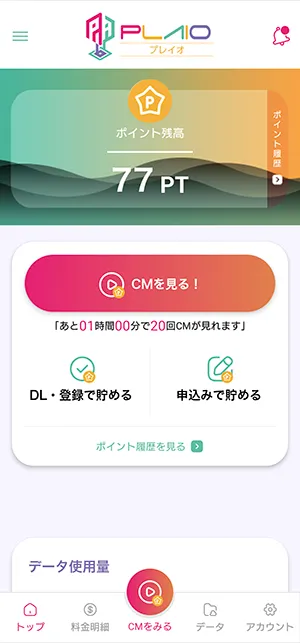 PLAIO
プレイオ
ポイント残高
77 PT
ポイント履歴
CMを見る！
「あと01時間00分で20回CMが見れます」
DL・登録で貯める
申込みで貯める
ポイント履歴を見る
データ使用量
トップ
料金明細
CMをみる
データ
アカウント